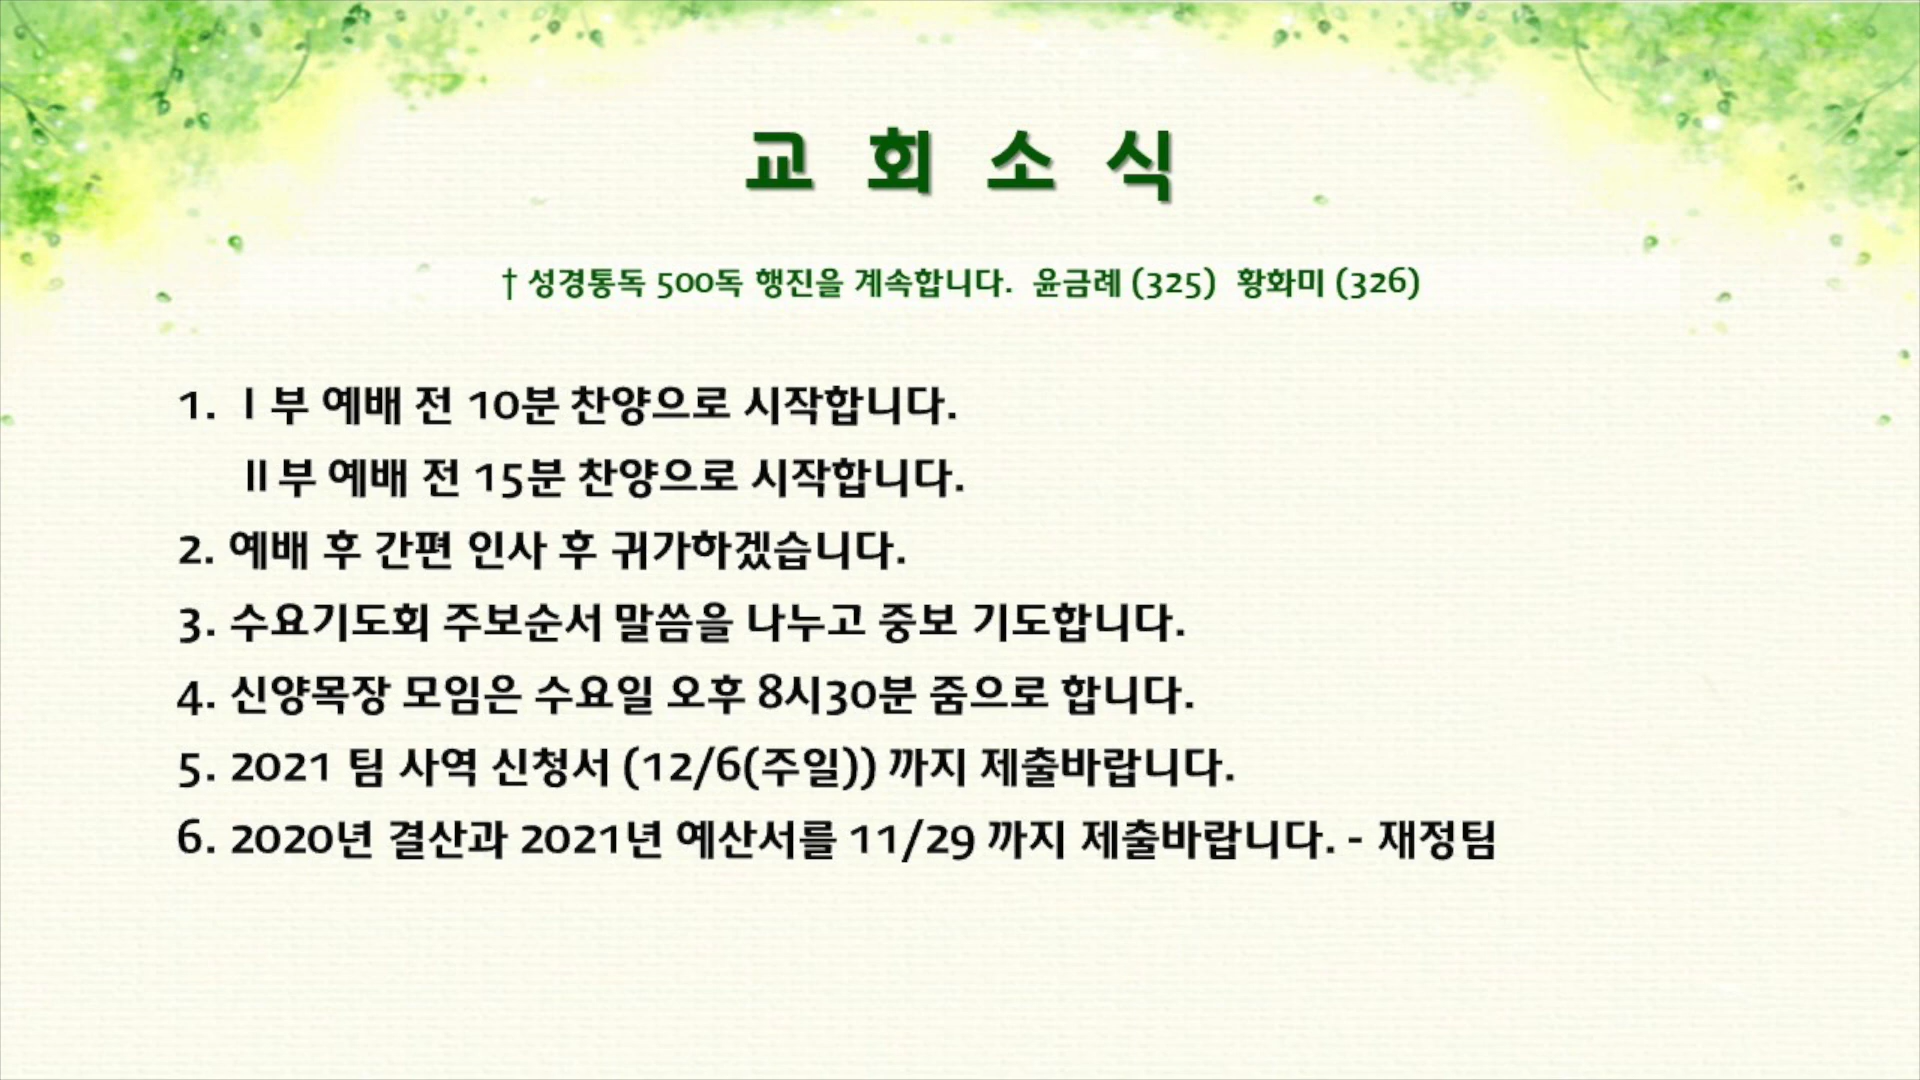 교 회 소 식
† 성경통독 500독 행진을 계속합니다. 윤금례 (325) 황화미 (326)
1. Ⅰ부 예배 전 10분 찬양으로 시작합니다.
Ⅱ부 예배 전 15분 찬양으로 시작합니다.
2. 예배 후 간편 인사 후 귀가하겠습니다.
3. 수요기도회 주보순서 말씀을 나누고 중보 기도합니다.
4. 신양목장 모임은 수요일 오후 8시30분 줌으로 합니다.
5. 2021 팀 사역 신청서 (12/6(주일)) 까지 제출바랍니다.
6. 2020년 결산과 2021년 예산서를 11/29 까지 제출바랍니다. - 재정팀